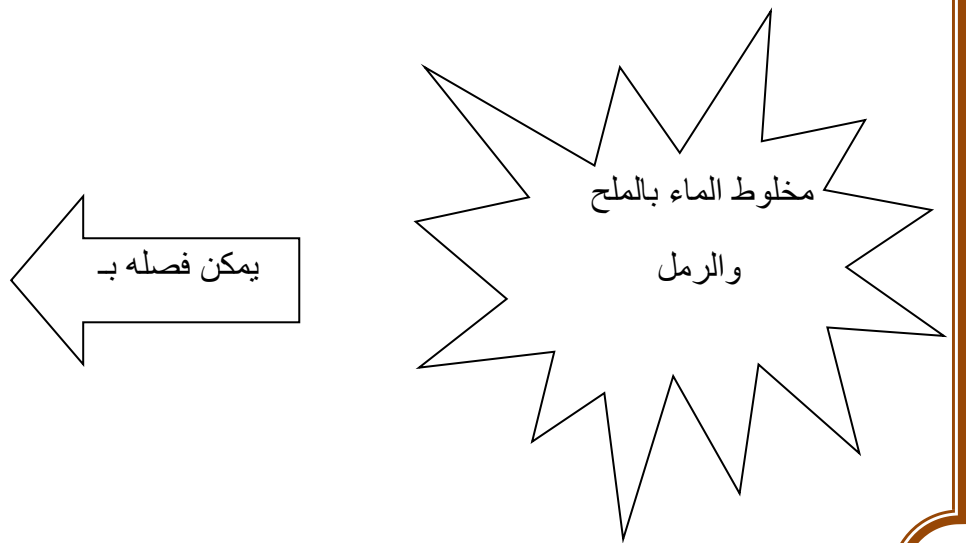 مخلوط الماء بالملح
والرمل
يمكن فصله بـ